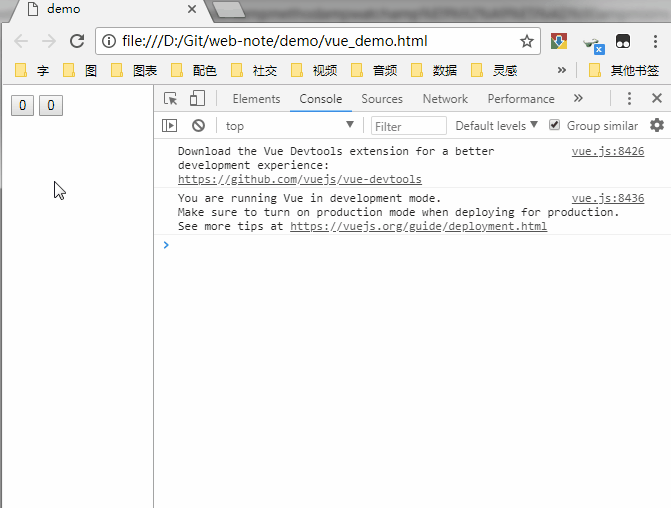 demo
file:///D:/Git/web-note/demo/vue_demo.html
字 图 图表 配色 社交 视频 音频 数据 灵感 » 其他书签
0 0
Elements Console Sources Network Performance »
top Filter Default levels Group similar
Download the Vue Devtools extension for a better vue.js:8426
development experience:
https://github.com/vuejs/vue-devtools
You are running Vue in development mode. vue.js:8436
Make sure to turn on production mode when deploying for production.
See more tips at https://vuejs.org/guide/deployment.html